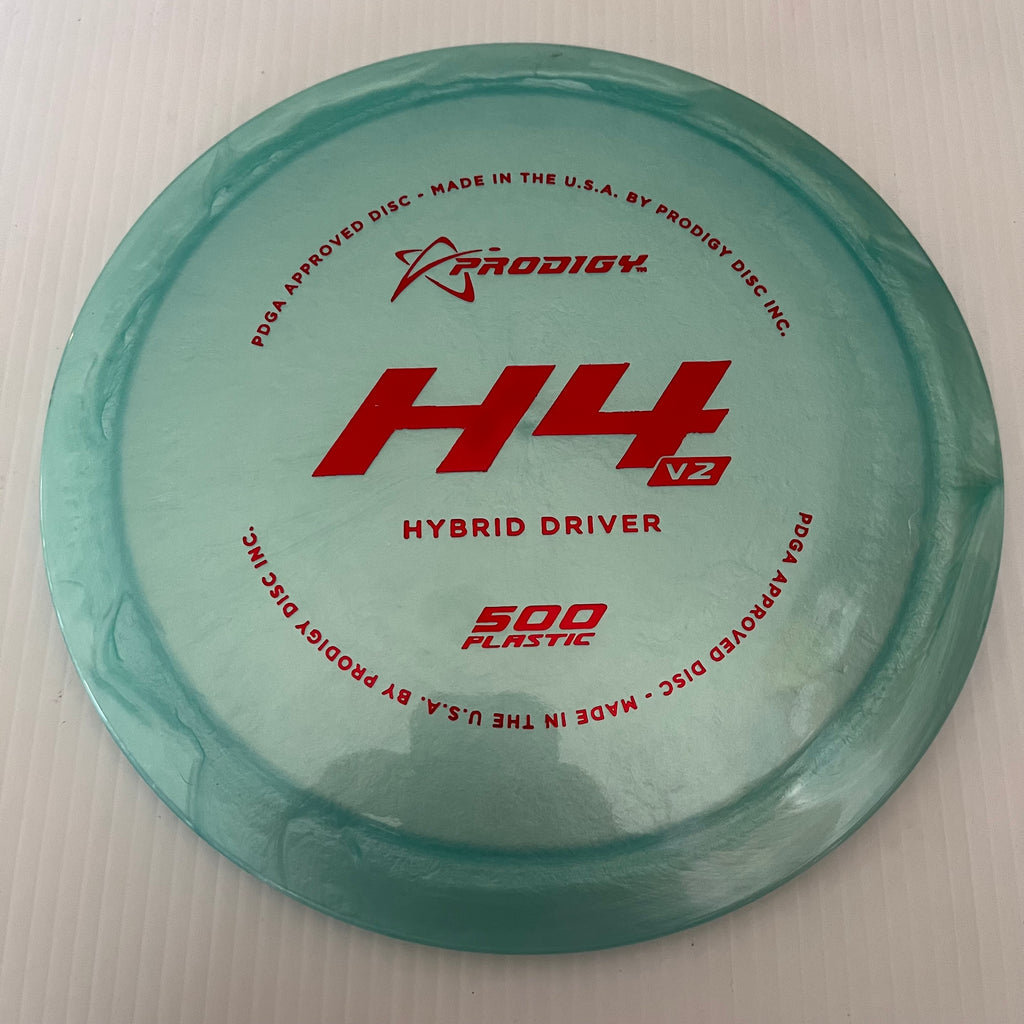 PDGA APPROVED DISC - MADE IN THE U.S.A. BY PRODIGY DISC INC.
PRODIGY™
H4
V2
HYBRID DRIVER
500
PLASTIC
PDGA APPROVED DISC - MADE IN THE U.S.A. BY PRODIGY DISC INC.